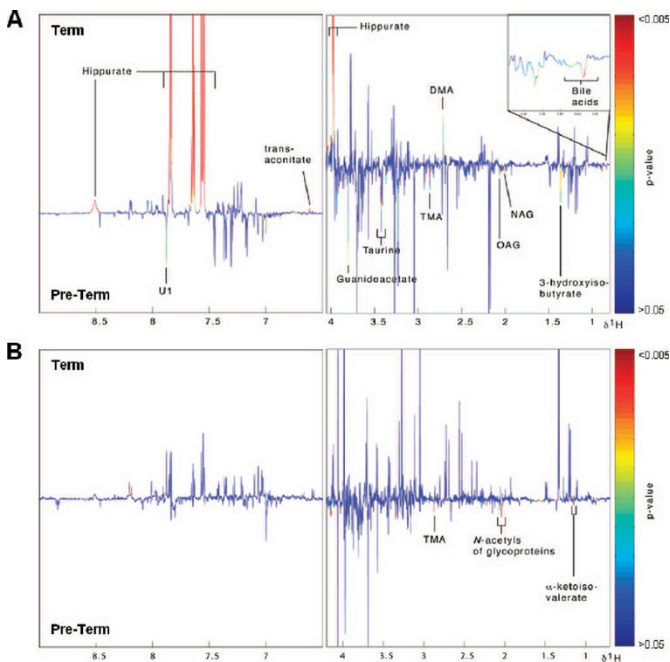 A
Term
Hippurate
trans-
aconitate
U1
Pre-Term
8.5
8
7.5
7
Hippurate
DMA
Bile
acids
NAG
TMA
OAG
Taurine
Guanidoacetate
3-hydroxyiso-
butyrate
4
3.5
3
2.5
2
1.5
1
δ¹H
<0.005
p-value
>0.05
B
Term
Pre-Term
8.5
8
7.5
7
TMA
N-acetyls
of glycoproteins
α-ketoiso-
valerate
4
3.5
3
2.5
2
1.5
1
δ¹H
<0.005
p-value
>0.05